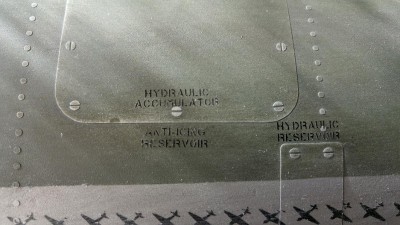 HYDRAULIC
ACCUMULATOR
ANTI-ICING
RESERVOIR
HYDRAULIC
RESERVOIR